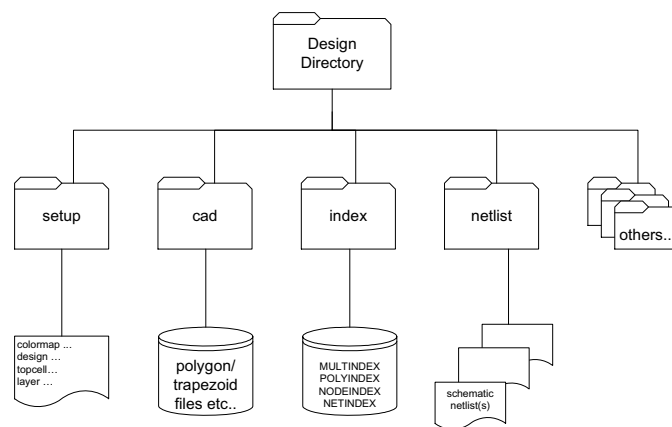 Design
Directory
setup
cad
index
netlist
others..
colormap ...
design ...
topcell...
layer ...
polygon/
trapezoid
files etc..
MULTINDEX
POLYINDEX
NODEINDEX
NETINDEX
schematic
netlist(s)